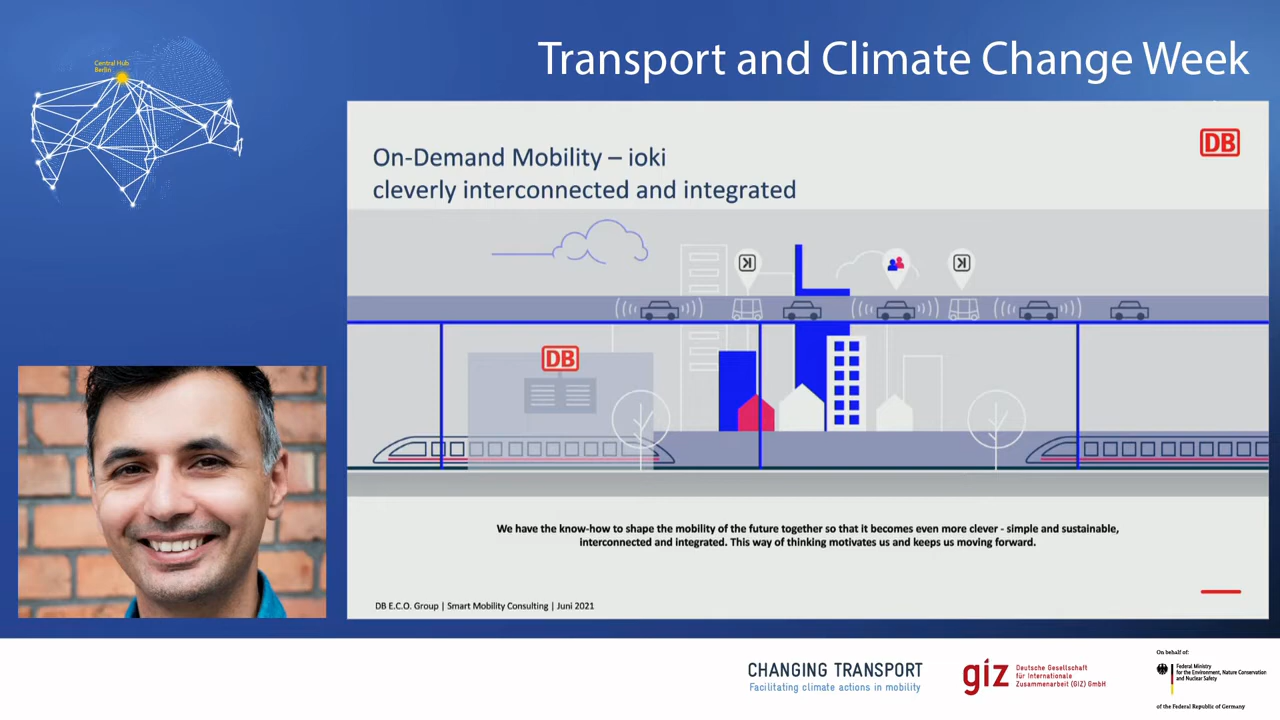 Transport and Climate Change Week
Central Hub
Berlin
On-Demand Mobility – ioki
cleverly interconnected and integrated
DB
DB
We have the know-how to shape the mobility of the future together so that it becomes even more clever - simple and sustainable,
interconnected and integrated. This way of thinking motivates us and keeps us moving forward.
DB E.C.O. Group | Smart Mobility Consulting | Juni 2021
CHANGING TRANSPORT
Facilitating climate actions in mobility
giz
Deutsche Gesellschaft
für Internationale
Zusammenarbeit (GIZ) GmbH
On behalf of:
Federal Ministry
for the Environment, Nature Conservation
and Nuclear Safety
of the Federal Republic of Germany